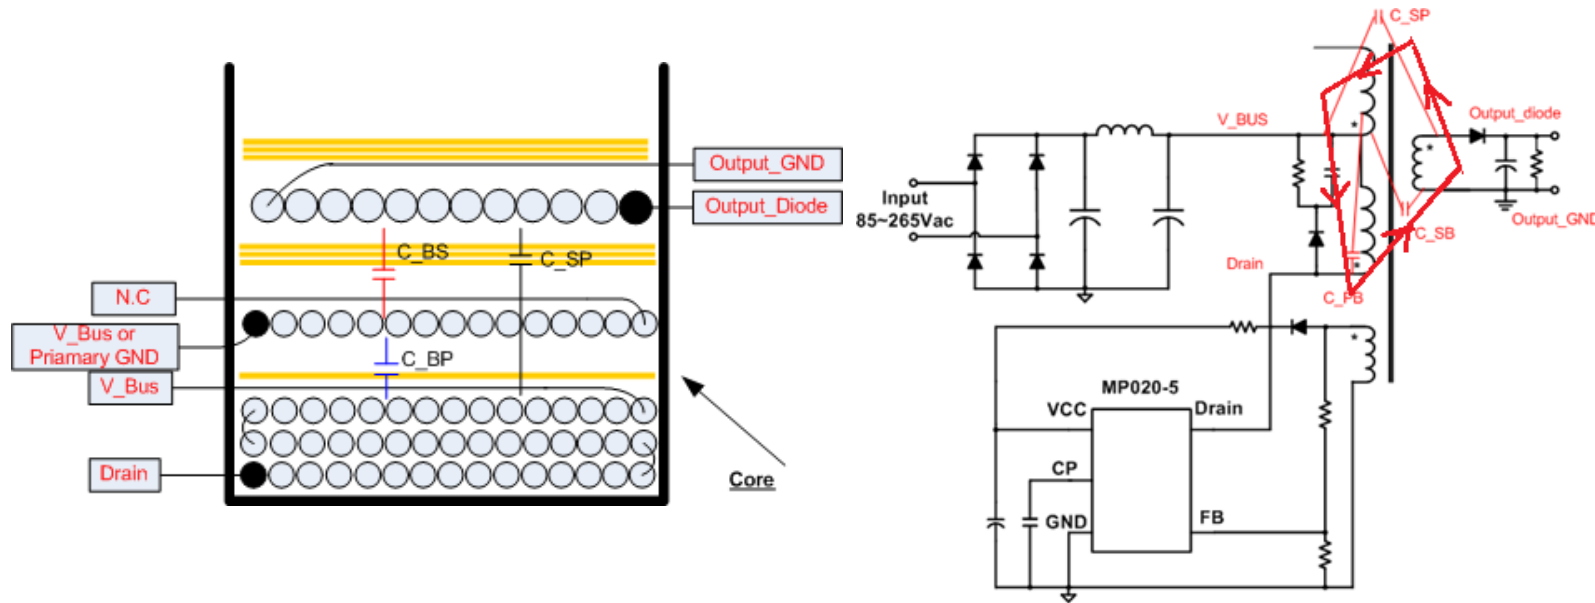 Output_GND
Output_Diode
C_BS
C_SP
N.C
V_Bus or
Priamary GND
C_BP
V_Bus
Drain
Core
C_SP
V_BUS
Output_diode
*
*
Input
85~265Vac
Output_GND
C_SB
Drain
*
C_PB
*
MP020-5
VCC
Drain
CP
GND
FB